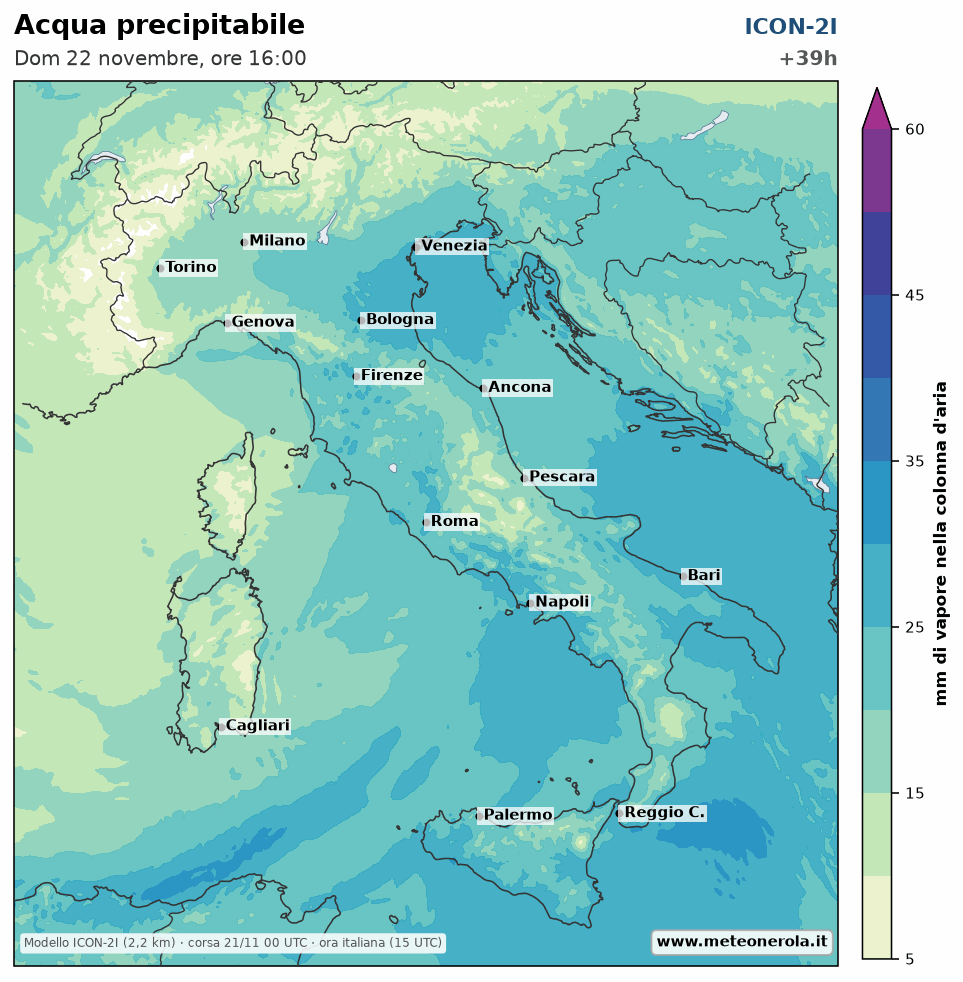 Acqua precipitabile
ICON-2I
Dom 22 novembre, ore 16:00
+39h
60
45
35
25
15
5
mm di vapore nella colonna d'aria
Milano
Venezia
Torino
Genova
Bologna
Firenze
Ancona
Pescara
Roma
Bari
Napoli
Cagliari
Palermo
Reggio C.
Modello ICON-2I (2,2 km) · corsa 21/11 00 UTC · ora italiana (15 UTC)
www.meteonerola.it